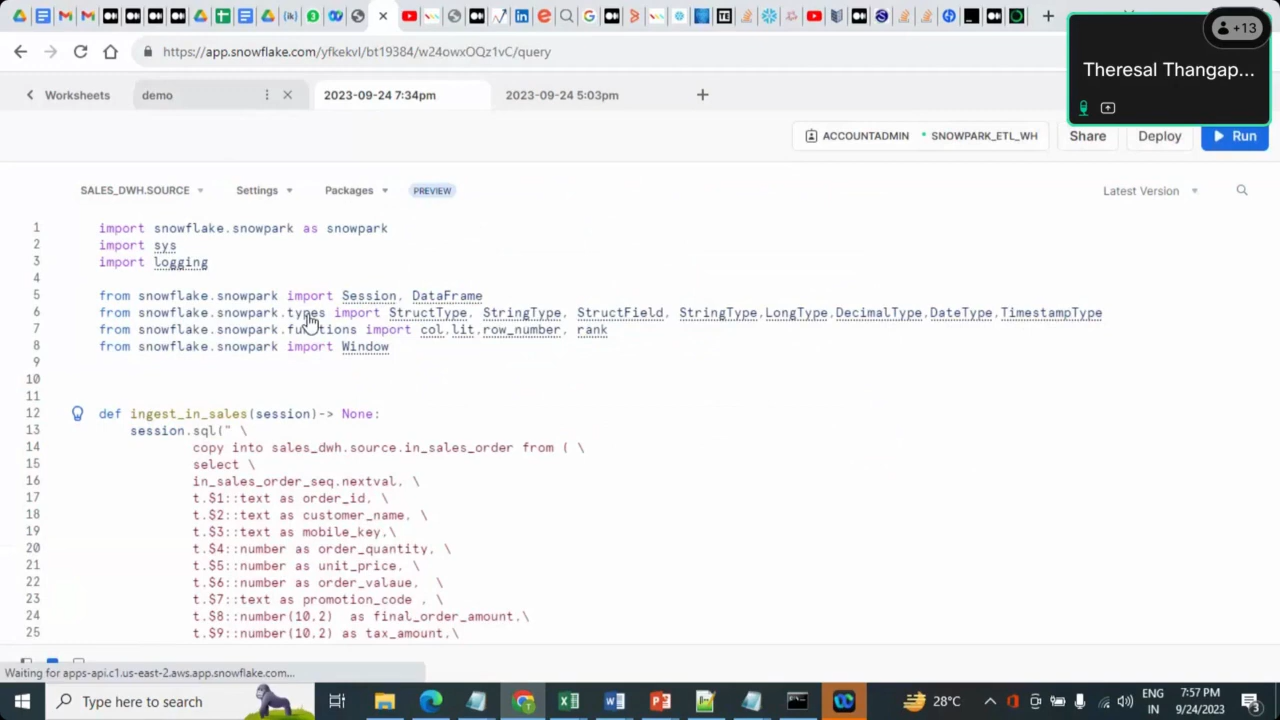 +13
Theresal Thangap...
https://app.snowflake.com/yfkekvl/bt19384/w24owxOQz1vC/query
Worksheets
demo
2023-09-24 7:34pm
2023-09-24 5:03pm
ACCOUNTADMIN
SNOWPARK_ETL_WH
Share
Deploy
Run
SALES_DWH.SOURCE
Settings
Packages
PREVIEW
Latest Version
1 import snowflake.snowpark as snowpark
2 import sys
3 import logging
4
5 from snowflake.snowpark import Session, DataFrame
6 from snowflake.snowpark.types import StructType, StringType, StructField, StringType,LongType,DecimalType,DateType,TimestampType
7 from snowflake.snowpark.functions import col,lit,row_number, rank
8 from snowflake.snowpark import Window
9
10
11
12 def ingest_in_sales(session)-> None:
13 session.sql(" \
14 copy into sales_dwh.source.in_sales_order from ( \
15 select \
16 in_sales_order_seq.nextval, \
17 t.$1::text as order_id, \
18 t.$2::text as customer_name, \
19 t.$3::text as mobile_key,\
20 t.$4::number as order_quantity, \
21 t.$5::number as unit_price, \
22 t.$6::number as order_valaue,  \
23 t.$7::text as promotion_code , \
24 t.$8::number(10,2)  as final_order_amount,\
25 t.$9::number(10,2) as tax_amount,\
Waiting for apps-api.c1.us-east-2.aws.app.snowflake.com...
Type here to search
28°C
ENG
IN
7:57 PM
9/24/2023
3